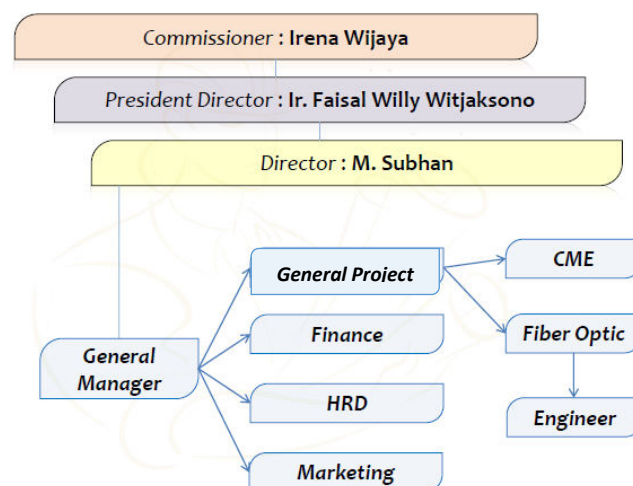 Commissioner : Irena Wijaya
President Director : Ir. Faisal Willy Witjaksono
Director : M. Subhan
General Project
CME
Finance
Fiber Optic
General
Manager
HRD
Engineer
Marketing